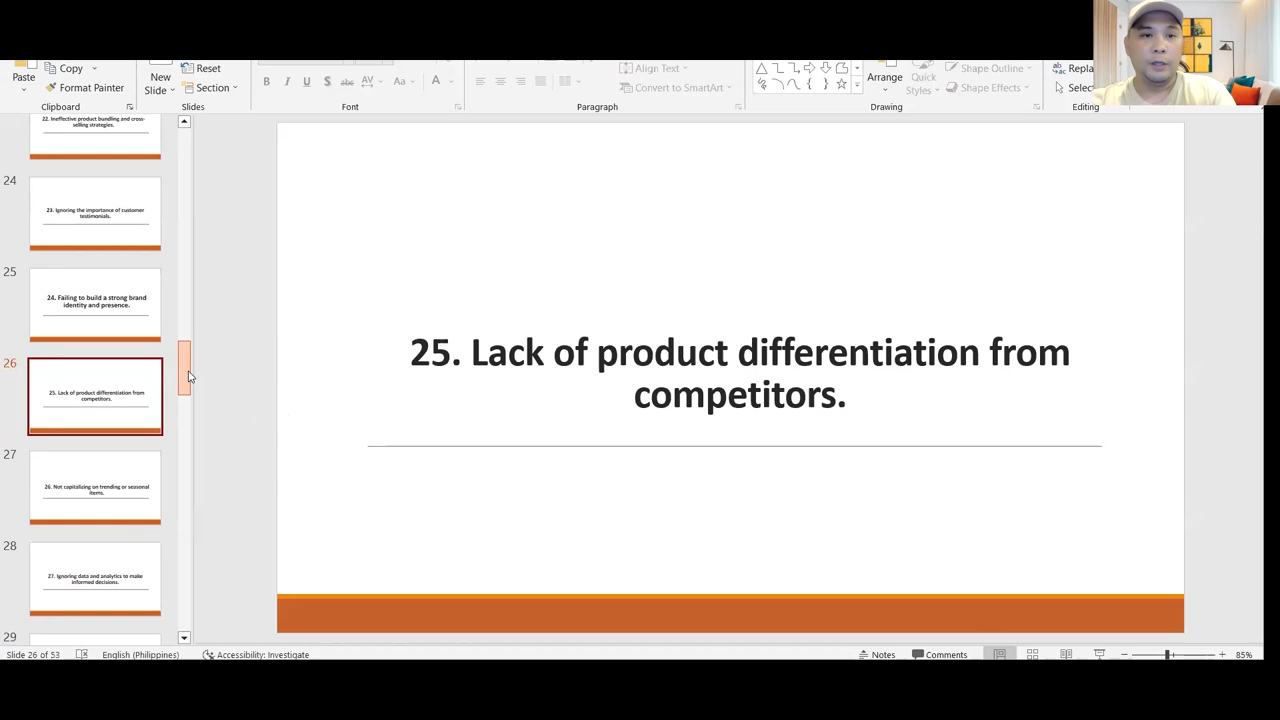 Paste
Copy
Format Painter
Clipboard
New
Slide
Reset
Section
Slides
B I U S abc AV Aa A
Font
Align Text
Convert to SmartArt
Paragraph
Arrange
Quick
Styles
Shape Outline
Shape Effects
Drawing
Repla
Selec
Editing
22. Ineffective product bundling and cross-
selling strategies.
24
23. Ignoring the importance of customer
testimonials.
25
24. Failing to build a strong brand
identity and presence.
26
25. Lack of product differentiation from
competitors.
27
26. Not capitalizing on trending or seasonal
items.
28
27. Ignoring data and analytics to make
informed decisions.
29
25. Lack of product differentiation from
competitors.
Slide 26 of 53
English (Philippines)
Accessibility: Investigate
Notes
Comments
85%